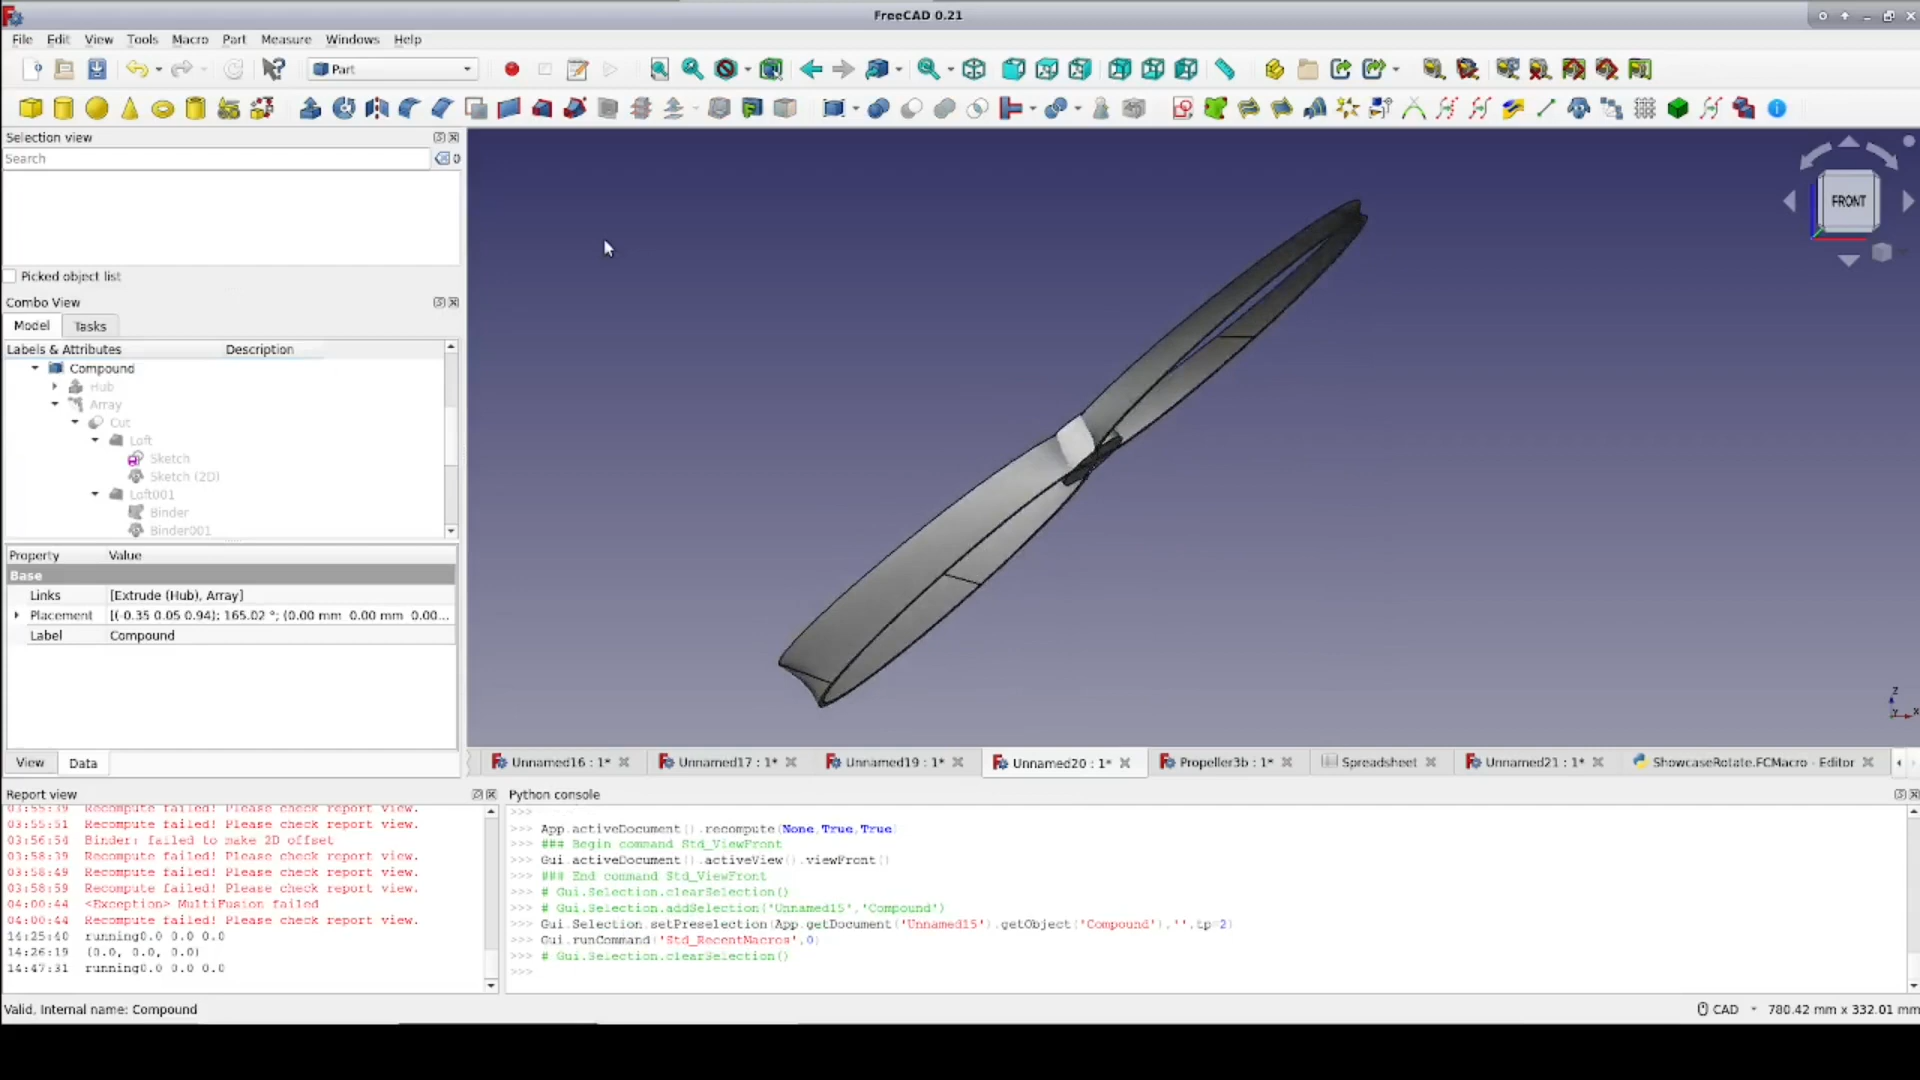 FreeCAD 0.21
File Edit View Tools Macro Part Measure Windows Help
Part
Selection view
Search
0
Picked object list
Combo View
Model Tasks
Labels & Attributes Description
Compound
Hub
Array
Cut
Loft
Sketch
Sketch (2D)
Loft001
Binder
Binder001
Property Value
Base
Links [Extrude (Hub), Array]
Placement [(-0.35 0.05 0.94); 165.02 °; (0.00 mm 0.00 mm 0.00...
Label Compound
View Data
FRONT
Z
Y X
Unnamed16 : 1* Unnamed17 : 1* Unnamed19 : 1* Unnamed20 : 1* Propeller3b : 1* Spreadsheet Unnamed21 : 1* ShowcaseRotate.FCMacro - Editor
Report view
03:55:39 Recompute failed! Please check report view.
03:55:51 Recompute failed! Please check report view.
03:56:54 Binder: failed to make 2D offset
03:58:39 Recompute failed! Please check report view.
03:58:49 Recompute failed! Please check report view.
03:58:59 Recompute failed! Please check report view.
04:00:44 <Exception> MultiFusion failed
04:00:44 Recompute failed! Please check report view.
14:25:40 running0.0 0.0 0.0
14:26:19 (0.0, 0.0, 0.0)
14:47:31 running0.0 0.0 0.0
Python console
>>>
>>> App.activeDocument().recompute(None,True,True)
>>> ### Begin command Std_ViewFront
>>> Gui.activeDocument().activeView().viewFront()
>>> ### End command Std_ViewFront
>>> # Gui.Selection.clearSelection()
>>> # Gui.Selection.addSelection('Unnamed15','Compound')
>>> Gui.Selection.setPreselection(App.getDocument('Unnamed15').getObject('Compound'),'',tp=2)
>>> Gui.runCommand('Std_RecentMacros',0)
>>> # Gui.Selection.clearSelection()
>>>
Valid, Internal name: Compound
CAD 780.42 mm x 332.01 mm